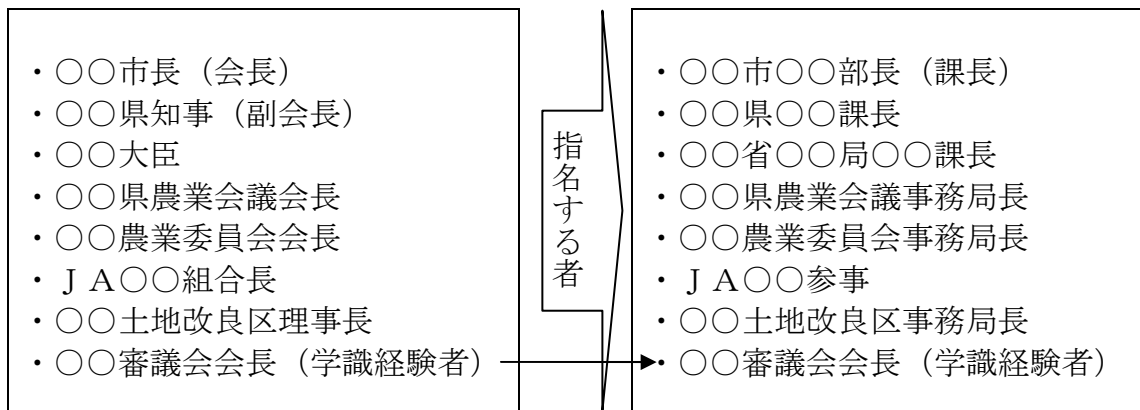 ・○○市長（会長）
・○○県知事（副会長）
・○○大臣
・○○県農業会議会長
・○○農業委員会会長
・ＪＡ○○組合長
・○○土地改良区理事長
・○○審議会会長（学識経験者）
指名する者
・○○市○○部長（課長）
・○○県○○課長
・○○省○○局○○課長
・○○県農業会議事務局長
・○○農業委員会事務局長
・ＪＡ○○参事
・○○土地改良区事務局長
・○○審議会会長（学識経験者）